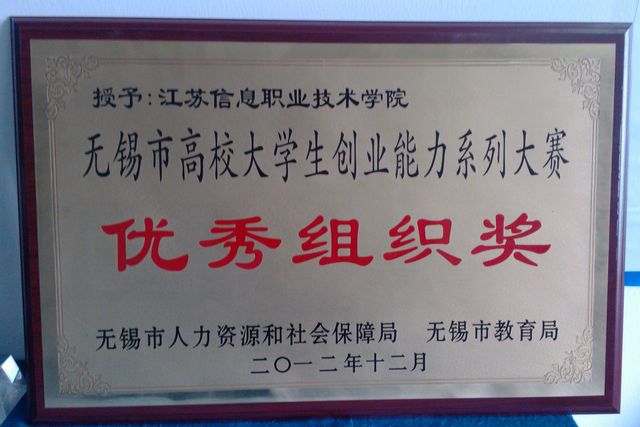 授予:江苏信息职业技术学院
无锡市高校大学生创业能力系列大赛
优秀组织奖
无锡市人力资源和社会保障局 无锡市教育局
二〇一二年十二月